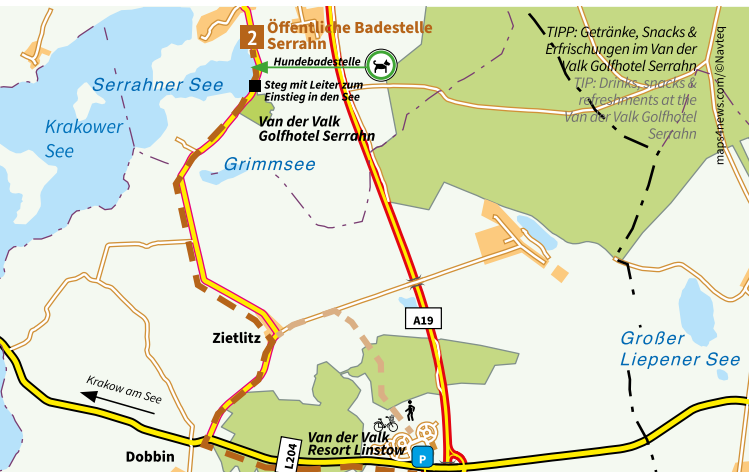 2
Öffentliche Badestelle
Serrahn
Hundebadestelle
Steg mit Leiter zum
Einstieg in den See
Serrahner See
Krakower
See
Van der Valk
Golfhotel Serrahn
Grimmsee
TIPP: Getränke, Snacks &
Erfrischungen im Van der
Valk Golfhotel Serrahn
TIP: Drinks, snacks &
refreshments at the
Van der Valk Golfhotel
Serrahn
maps4news.com/©Navteq
A19
Zietlitz
Großer
Liepener See
Krakow am See
Dobbin
L204
Van der Valk
Resort Linstow
P